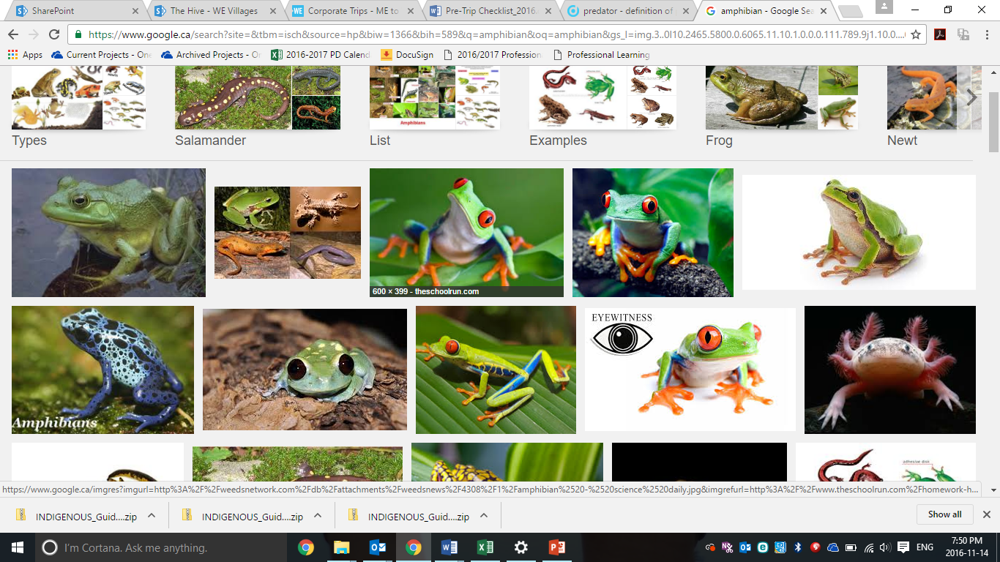 SharePoint
The Hive - WE Villages
Corporate Trips - ME to
Pre-Trip Checklist_2016.
predator - definition of
amphibian - Google Sea
https://www.google.ca/search?site=&tbm=isch&source=hp&biw=1366&bih=589&q=amphibian&oq=amphibian&gs_l=img.3..0l10.2465.5800.0.6065.11.10.1.0.0.0.111.789.9j1.10.0....
Apps
Current Projects - One
Archived Projects - On
2016-2017 PD Calend
DocuSign
2016/2017 Profession
Professional Learning
Amphibians
Types
Salamander
List
Examples
Frog
Newt
600 × 399 - theschoolrun.com
EYEWITNESS
Amphibians
adhesive disk
https://www.google.ca/imgres?imgurl=http%3A%2F%2Fweedsnetwork.com%2Fdb%2Fattachments%2Fweedsnews%2F4308%2F1%2Famphibian%2520-%2520science%2520daily.jpg&imgrefurl=http%3A%2F%2Fwww.theschoolrun.com%2Fhomework-h...
INDIGENOUS_Guid....zip
INDIGENOUS_Guid....zip
INDIGENOUS_Guid....zip
Show all
I'm Cortana. Ask me anything.
ENG
7:50 PM
2016-11-14